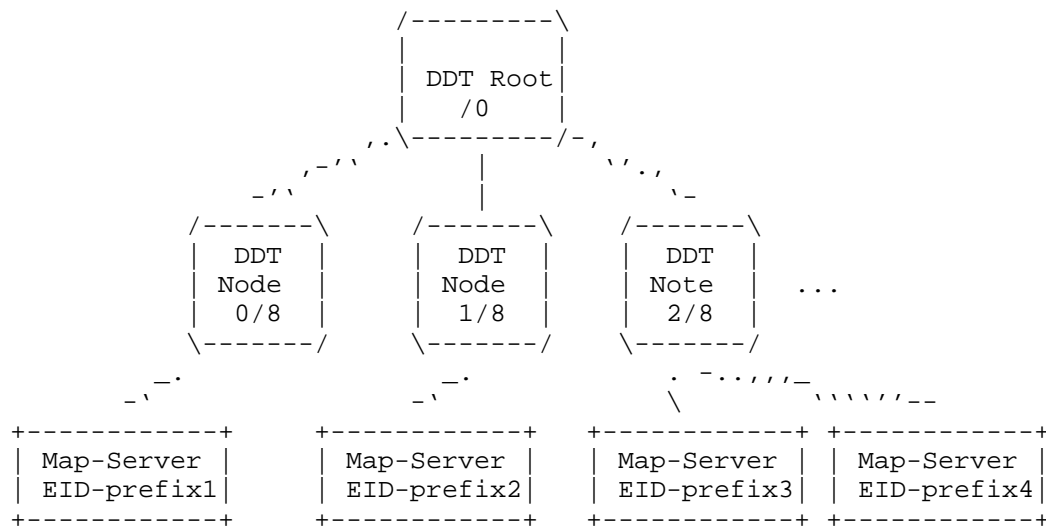 DDT Root
/0
DDT DDT DDT
Node Node Note ...
0/8 1/8 2/8
Map-Server Map-Server Map-Server Map-Server
EID-prefix1 EID-prefix2 EID-prefix3 EID-prefix4